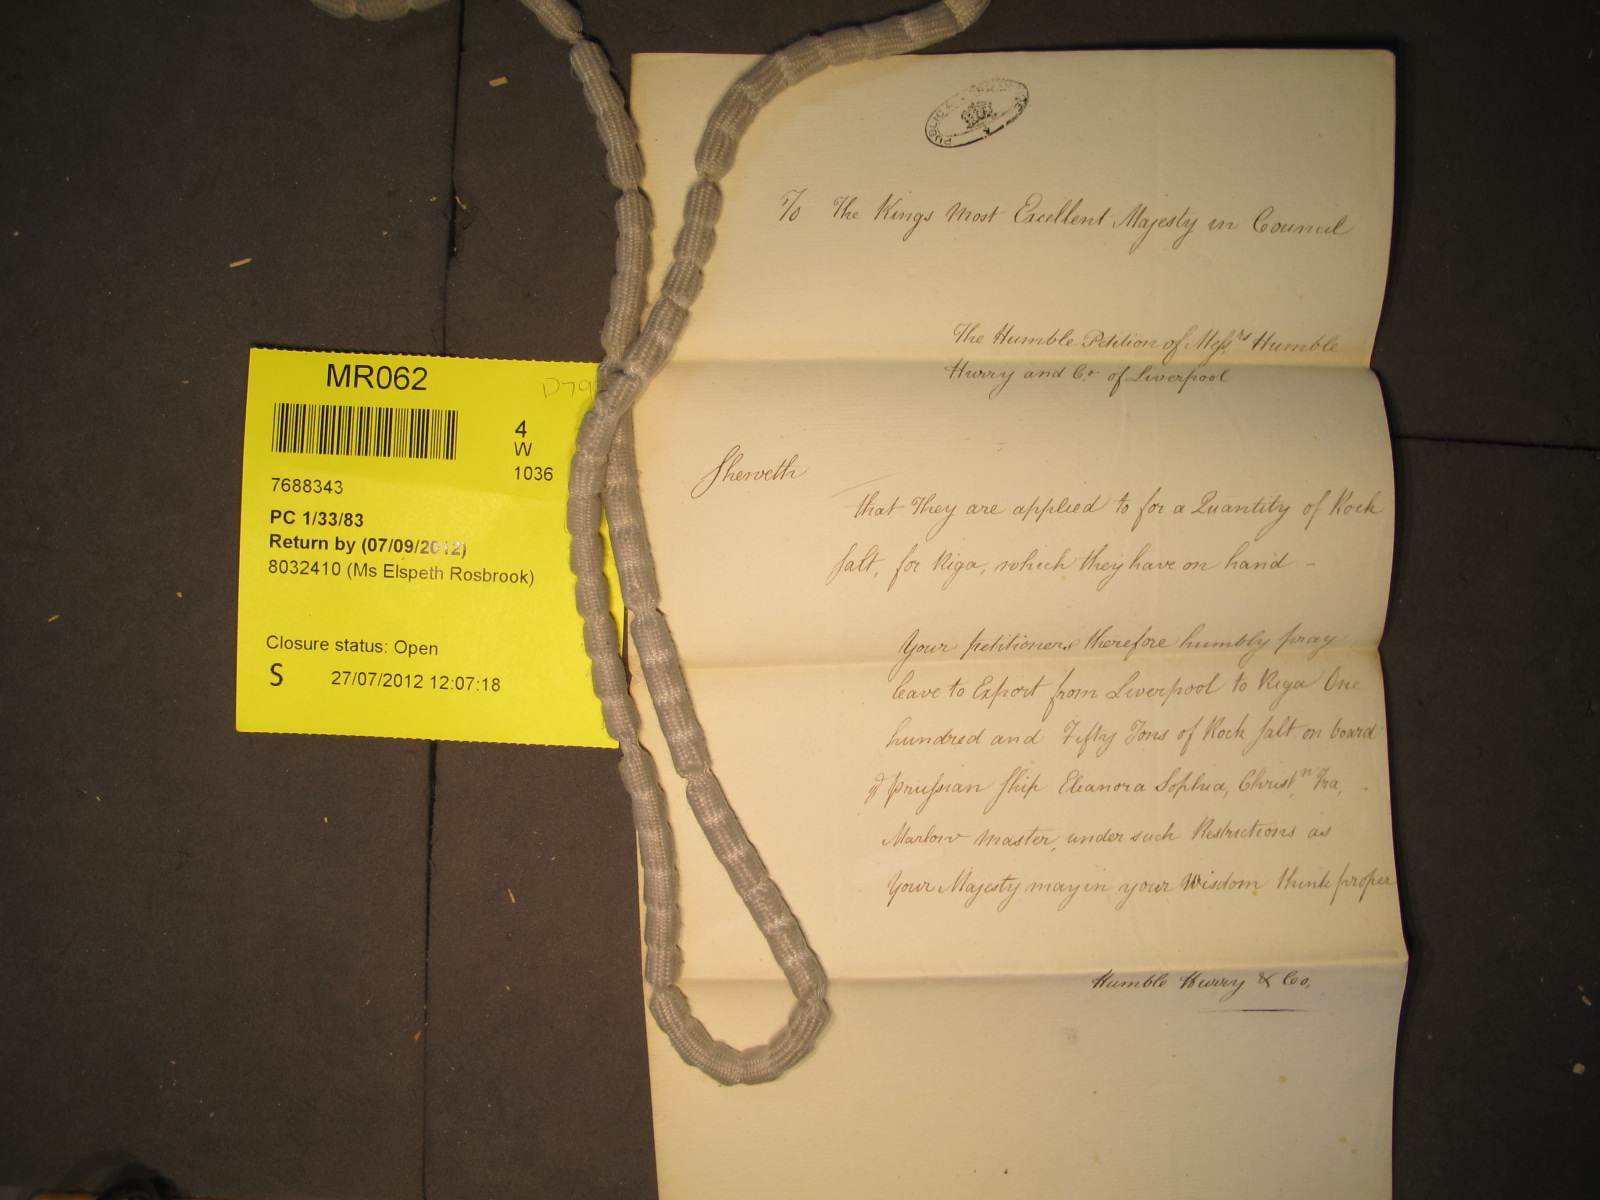 PUBLIC
To The Kings Most Excellent Majesty in Council
The Humble Petition of Messrs Humble
Hurry and Co. of Liverpool
Sheweth
that They are applied to for a Quantity of Rock
Salt, for Riga, which they have on hand -
Your petitioners therefore humbly pray
leave to Export from Liverpool to Riga One
hundred and Fifty Tons of Rock Salt on board
ye Prussian Ship Eleanora Sophia, Christn. Fra,
Marlow Master, under such Restrictions as
Your Majesty may in your Wisdom think proper
Humble Hurry & Co,
MR062
D79
4
W
1036
7688343
PC 1/33/83
Return by (07/09/2012)
8032410 (Ms Elspeth Rosbrook)
Closure status: Open
S 27/07/2012 12:07:18